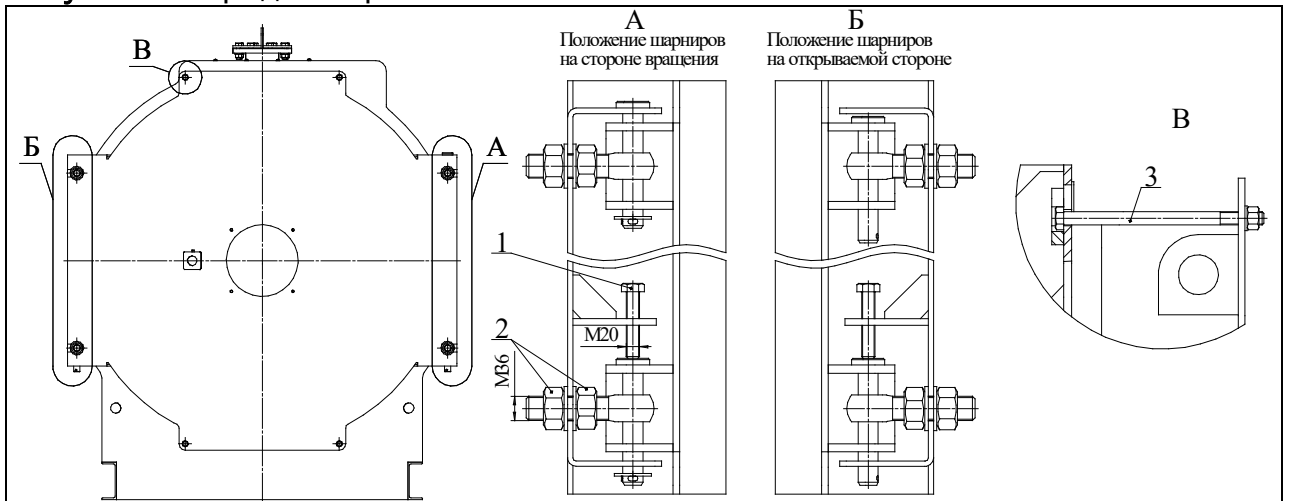 А
Положение шарниров
на стороне вращения
Б
Положение шарниров
на открываемой стороне
В
В
Б
А
1
2
М20
М36
3